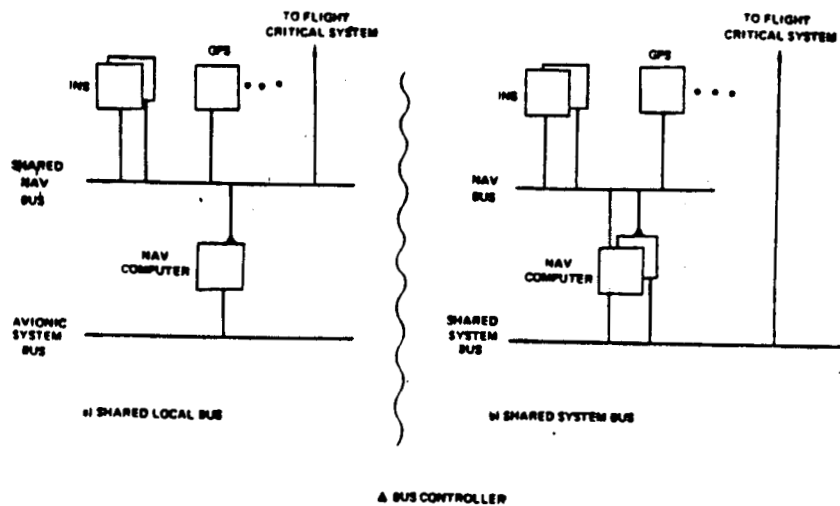 TO FLIGHT
CRITICAL SYSTEM
GPS
INS
SHARED
NAV
BUS
NAV
COMPUTER
AVIONIC
SYSTEM
BUS
a) SHARED LOCAL BUS
TO FLIGHT
CRITICAL SYSTEM
GPS
INS
NAV
BUS
NAV
COMPUTER
SHARED
SYSTEM
BUS
b) SHARED SYSTEM BUS
Δ BUS CONTROLLER